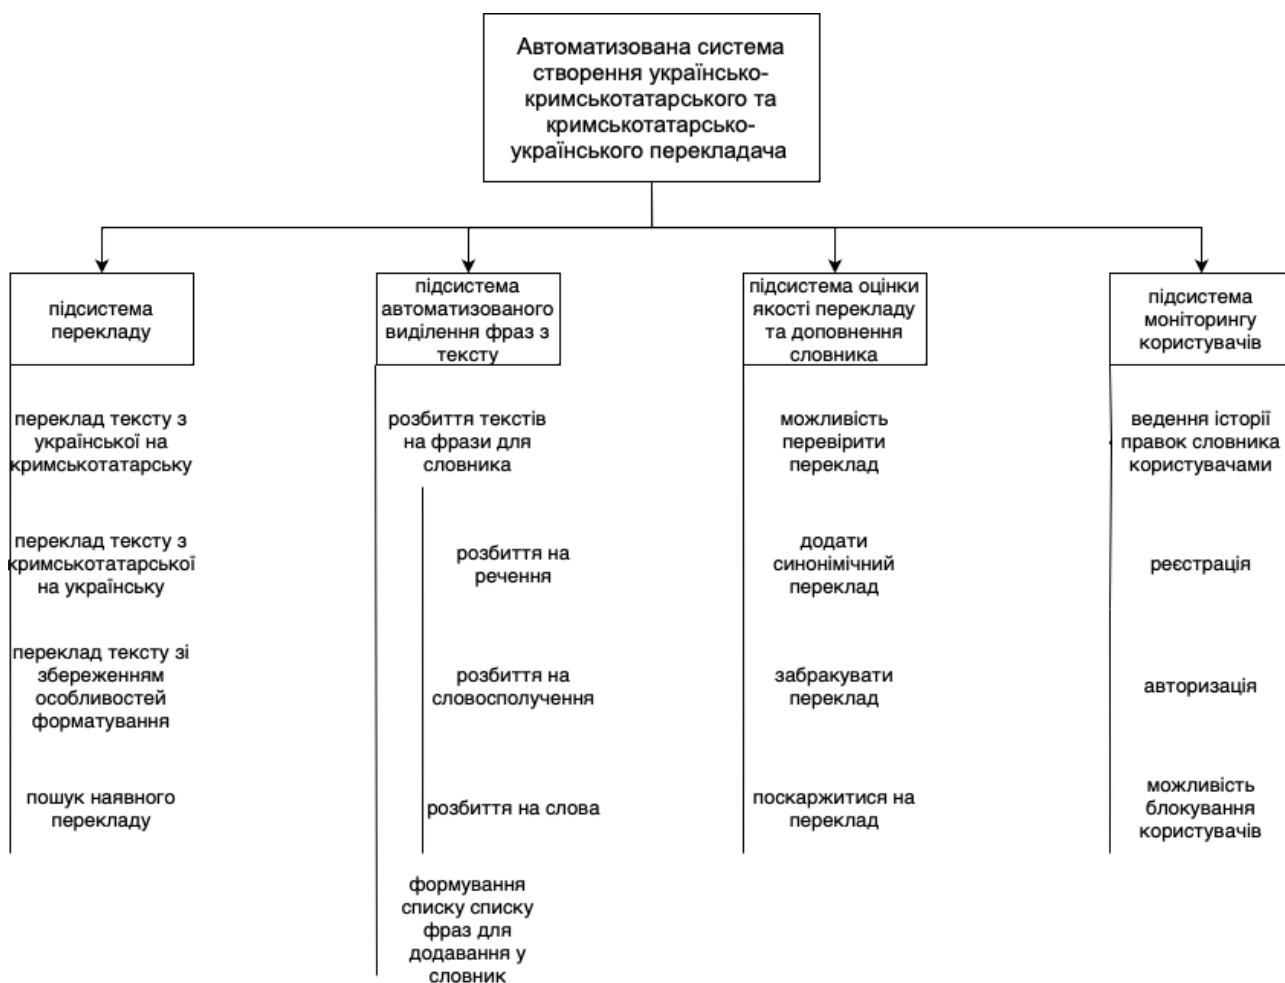 Автоматизована система
створення українсько-
кримськотатарського та
кримськотатарсько-
українського перекладача
підсистема
перекладу
переклад тексту з
української на
кримськотатарську
переклад тексту з
кримськотатарської
на українську
переклад тексту зі
збереженням
особливостей
форматування
пошук наявного
перекладу
підсистема
автоматизованого
виділення фраз з
тексту
розбиття текстів
на фрази для
словника
розбиття на
речення
розбиття на
словосполучення
розбиття на слова
формування
списку списку
фраз для
додавання у
словник
підсистема оцінки
якості перекладу
та доповнення
словника
можливість
перевірити
переклад
додати
синонімічний
переклад
забракувати
переклад
поскаржитися на
переклад
підсистема
моніторингу
користувачів
ведення історії
правок словника
користувачами
реєстрація
авторизація
можливість
блокування
користувачів